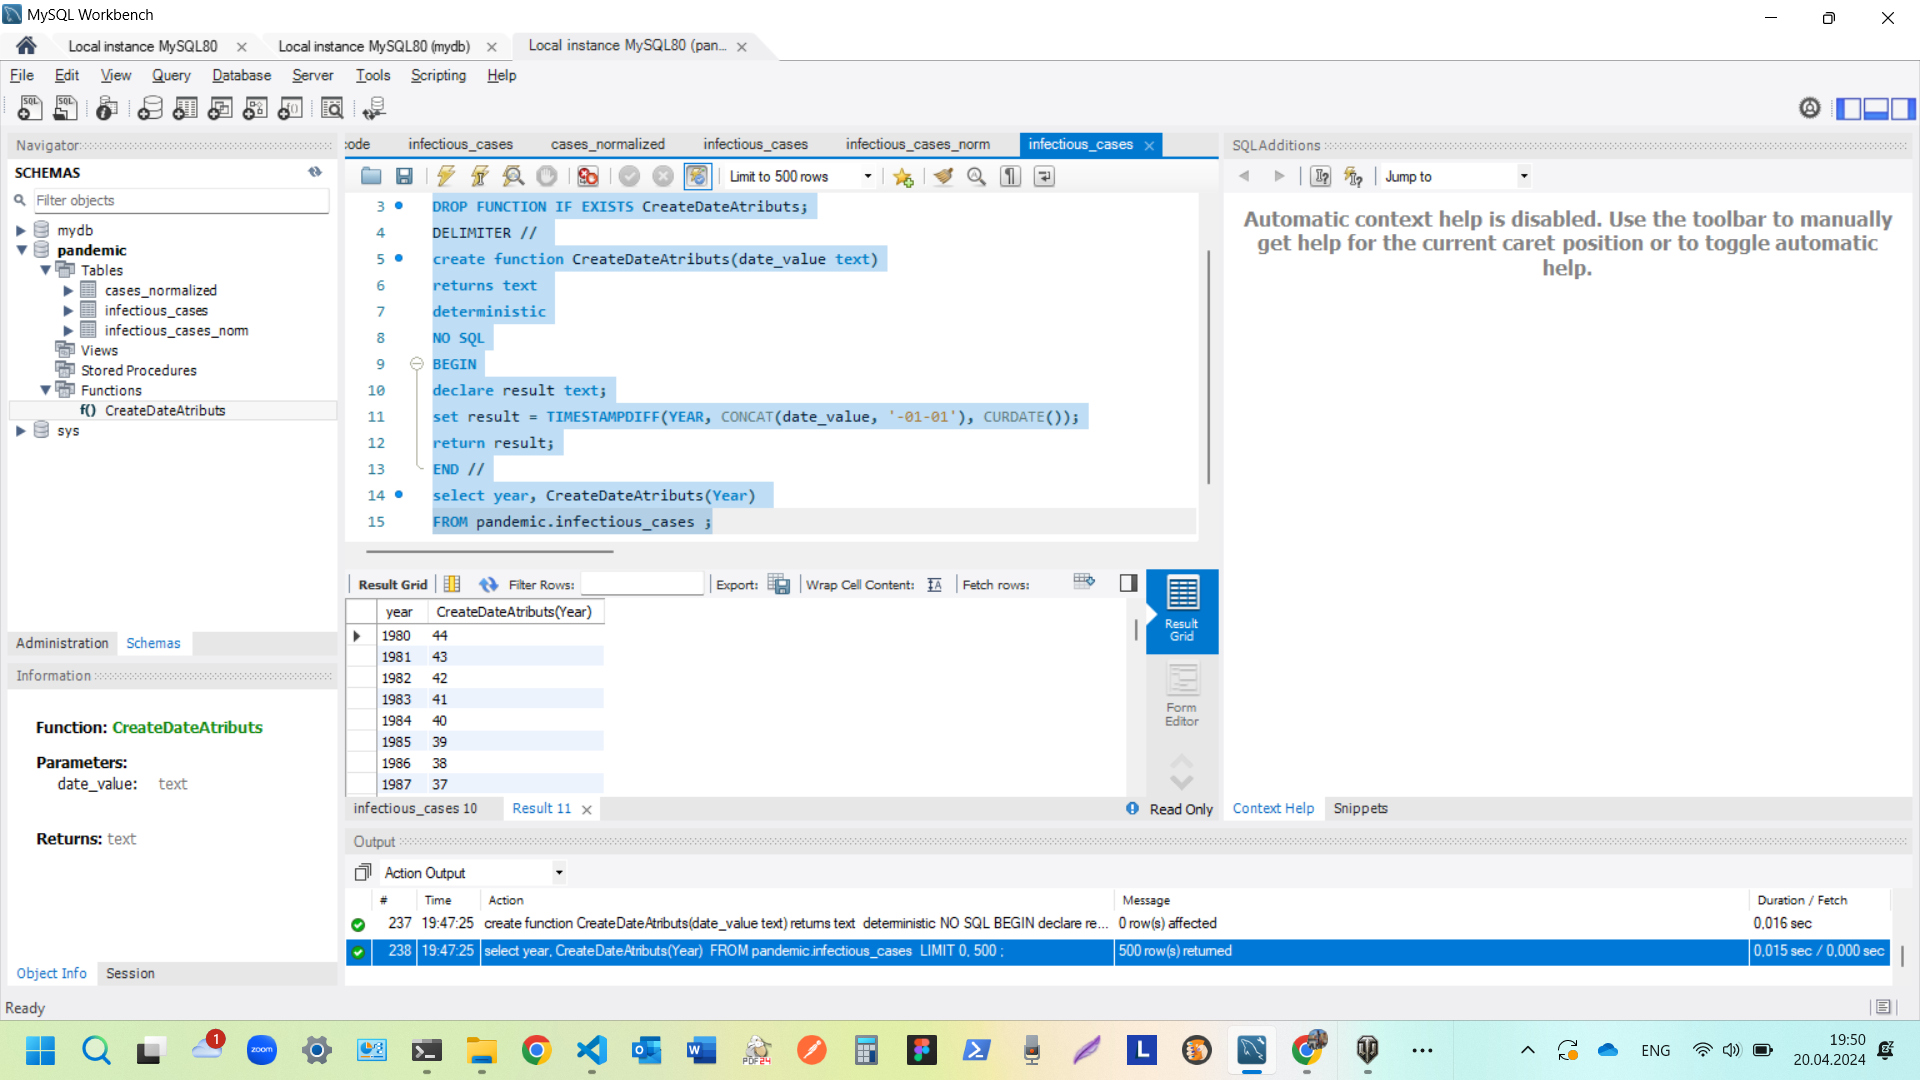 MySQL Workbench
Local instance MySQL80
Local instance MySQL80 (mydb)
Local instance MySQL80 (pan...
File Edit View Query Database Server Tools Scripting Help
Navigator
SCHEMAS
Filter objects
mydb
pandemic
Tables
cases_normalized
infectious_cases
infectious_cases_norm
Views
Stored Procedures
Functions
f() CreateDateAtributs
sys
Administration Schemas
Information
Function: CreateDateAtributs
Parameters:
date_value: text
Returns: text
Object Info Session
Ready
code infectious_cases cases_normalized infectious_cases infectious_cases_norm infectious_cases
Limit to 500 rows
3 DROP FUNCTION IF EXISTS CreateDateAtributs;
4 DELIMITER //
5 create function CreateDateAtributs(date_value text)
6 returns text
7 deterministic
8 NO SQL
9 BEGIN
10 declare result text;
11 set result = TIMESTAMPDIFF(YEAR, CONCAT(date_value, '-01-01'), CURDATE());
12 return result;
13 END //
14 select year, CreateDateAtributs(Year)
15 FROM pandemic.infectious_cases ;
Result Grid Filter Rows: Export: Wrap Cell Content: Fetch rows:
year CreateDateAtributs(Year)
1980 44
1981 43
1982 42
1983 41
1984 40
1985 39
1986 38
1987 37
Result Grid
Form Editor
infectious_cases 10 Result 11 Read Only
SQLAdditions
Jump to
Automatic context help is disabled. Use the toolbar to manually
get help for the current caret position or to toggle automatic
help.
Context Help Snippets
Output
Action Output
# Time Action Message Duration / Fetch
237 19:47:25 create function CreateDateAtributs(date_value text) returns text deterministic NO SQL BEGIN declare re... 0 row(s) affected 0,016 sec
238 19:47:25 select year, CreateDateAtributs(Year) FROM pandemic.infectious_cases LIMIT 0, 500 ; 500 row(s) returned 0,015 sec / 0,000 sec
1
zoom
PDF24
L
ENG
19:50
20.04.2024